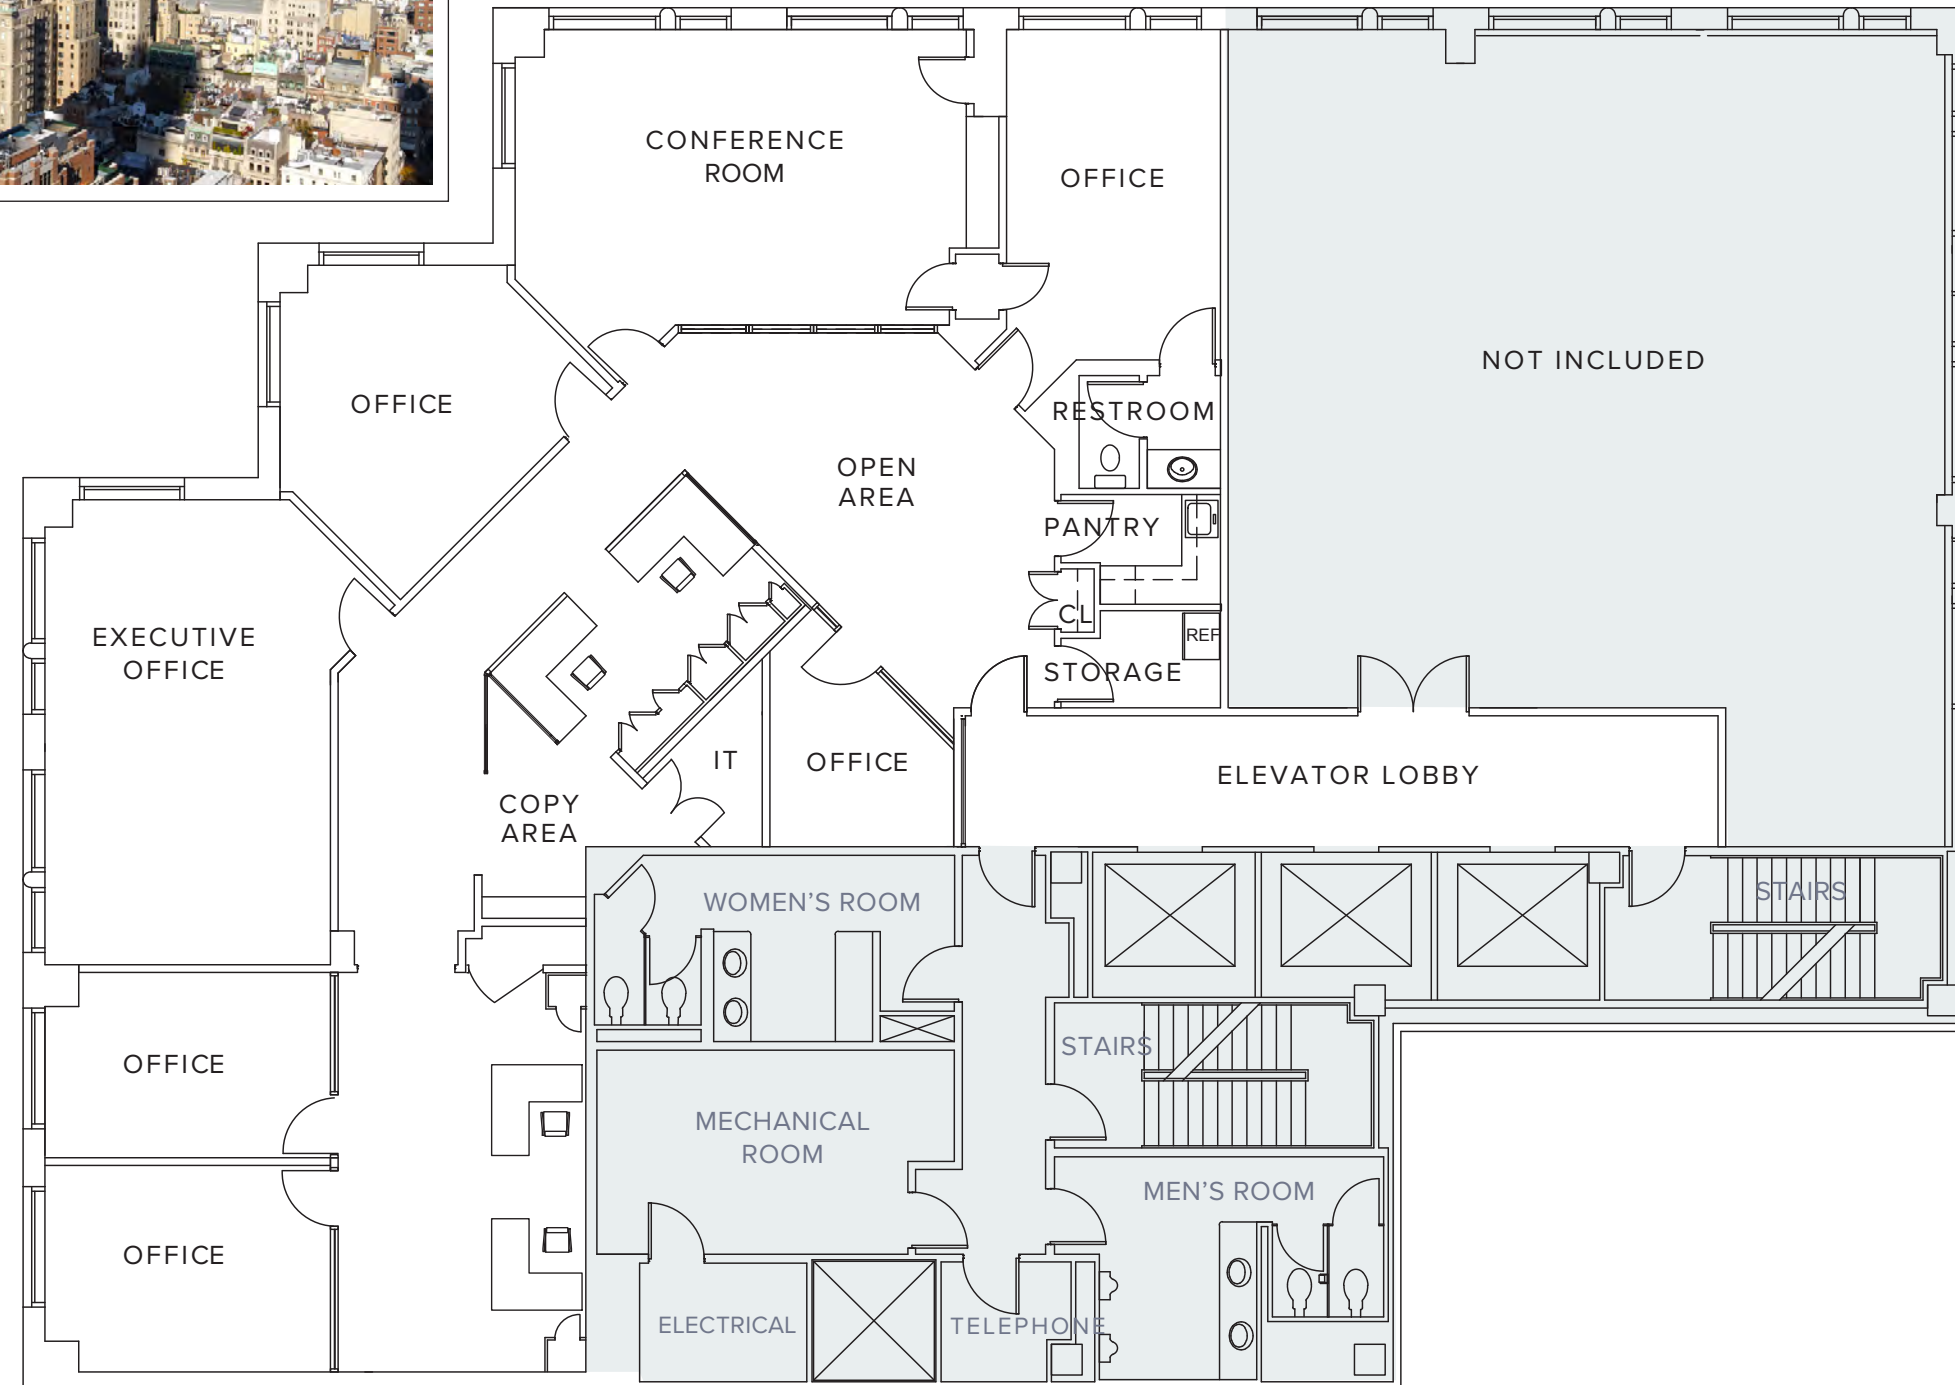 CONFERENCE
ROOM
OFFICE
NOT INCLUDED
OFFICE
RESTROOM
OPEN
AREA
PANTRY
CL
EXECUTIVE
OFFICE
REF
STORAGE
IT
OFFICE
ELEVATOR LOBBY
COPY
AREA
WOMEN’S ROOM
STAIRS
STAIRS
OFFICE
MECHANICAL
ROOM
MEN’S ROOM
OFFICE
ELECTRICAL
TELEPHONE